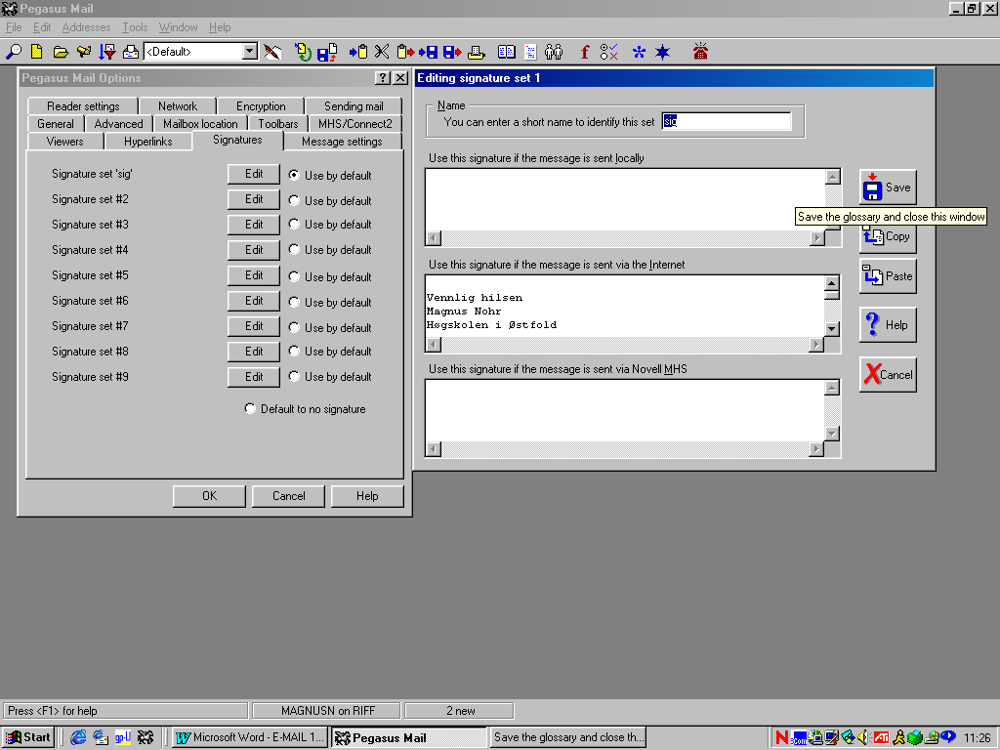 Pegasus Mail
File Edit Addresses Tools Window Help
<Default>
Pegasus Mail Options
Reader settings Network Encryption Sending mail
General Advanced Mailbox location Toolbars MHS/Connect2
Viewers Hyperlinks Signatures Message settings
Signature set 'sig' Edit Use by default
Signature set #2 Edit Use by default
Signature set #3 Edit Use by default
Signature set #4 Edit Use by default
Signature set #5 Edit Use by default
Signature set #6 Edit Use by default
Signature set #7 Edit Use by default
Signature set #8 Edit Use by default
Signature set #9 Edit Use by default
Default to no signature
OK Cancel Help
Editing signature set 1
Name
You can enter a short name to identify this set sig
Use this signature if the message is sent locally
Save
Save the glossary and close this window
Copy
Use this signature if the message is sent via the Internet
Paste
Vennlig hilsen
Magnus Nohr
Høgskolen i Østfold
Help
Use this signature if the message is sent via Novell MHS
Cancel
Press <F1> for help MAGNUSN on RIFF 2 new
Start Microsoft Word - E-MAIL 1... Pegasus Mail Save the glossary and close th... 11:26